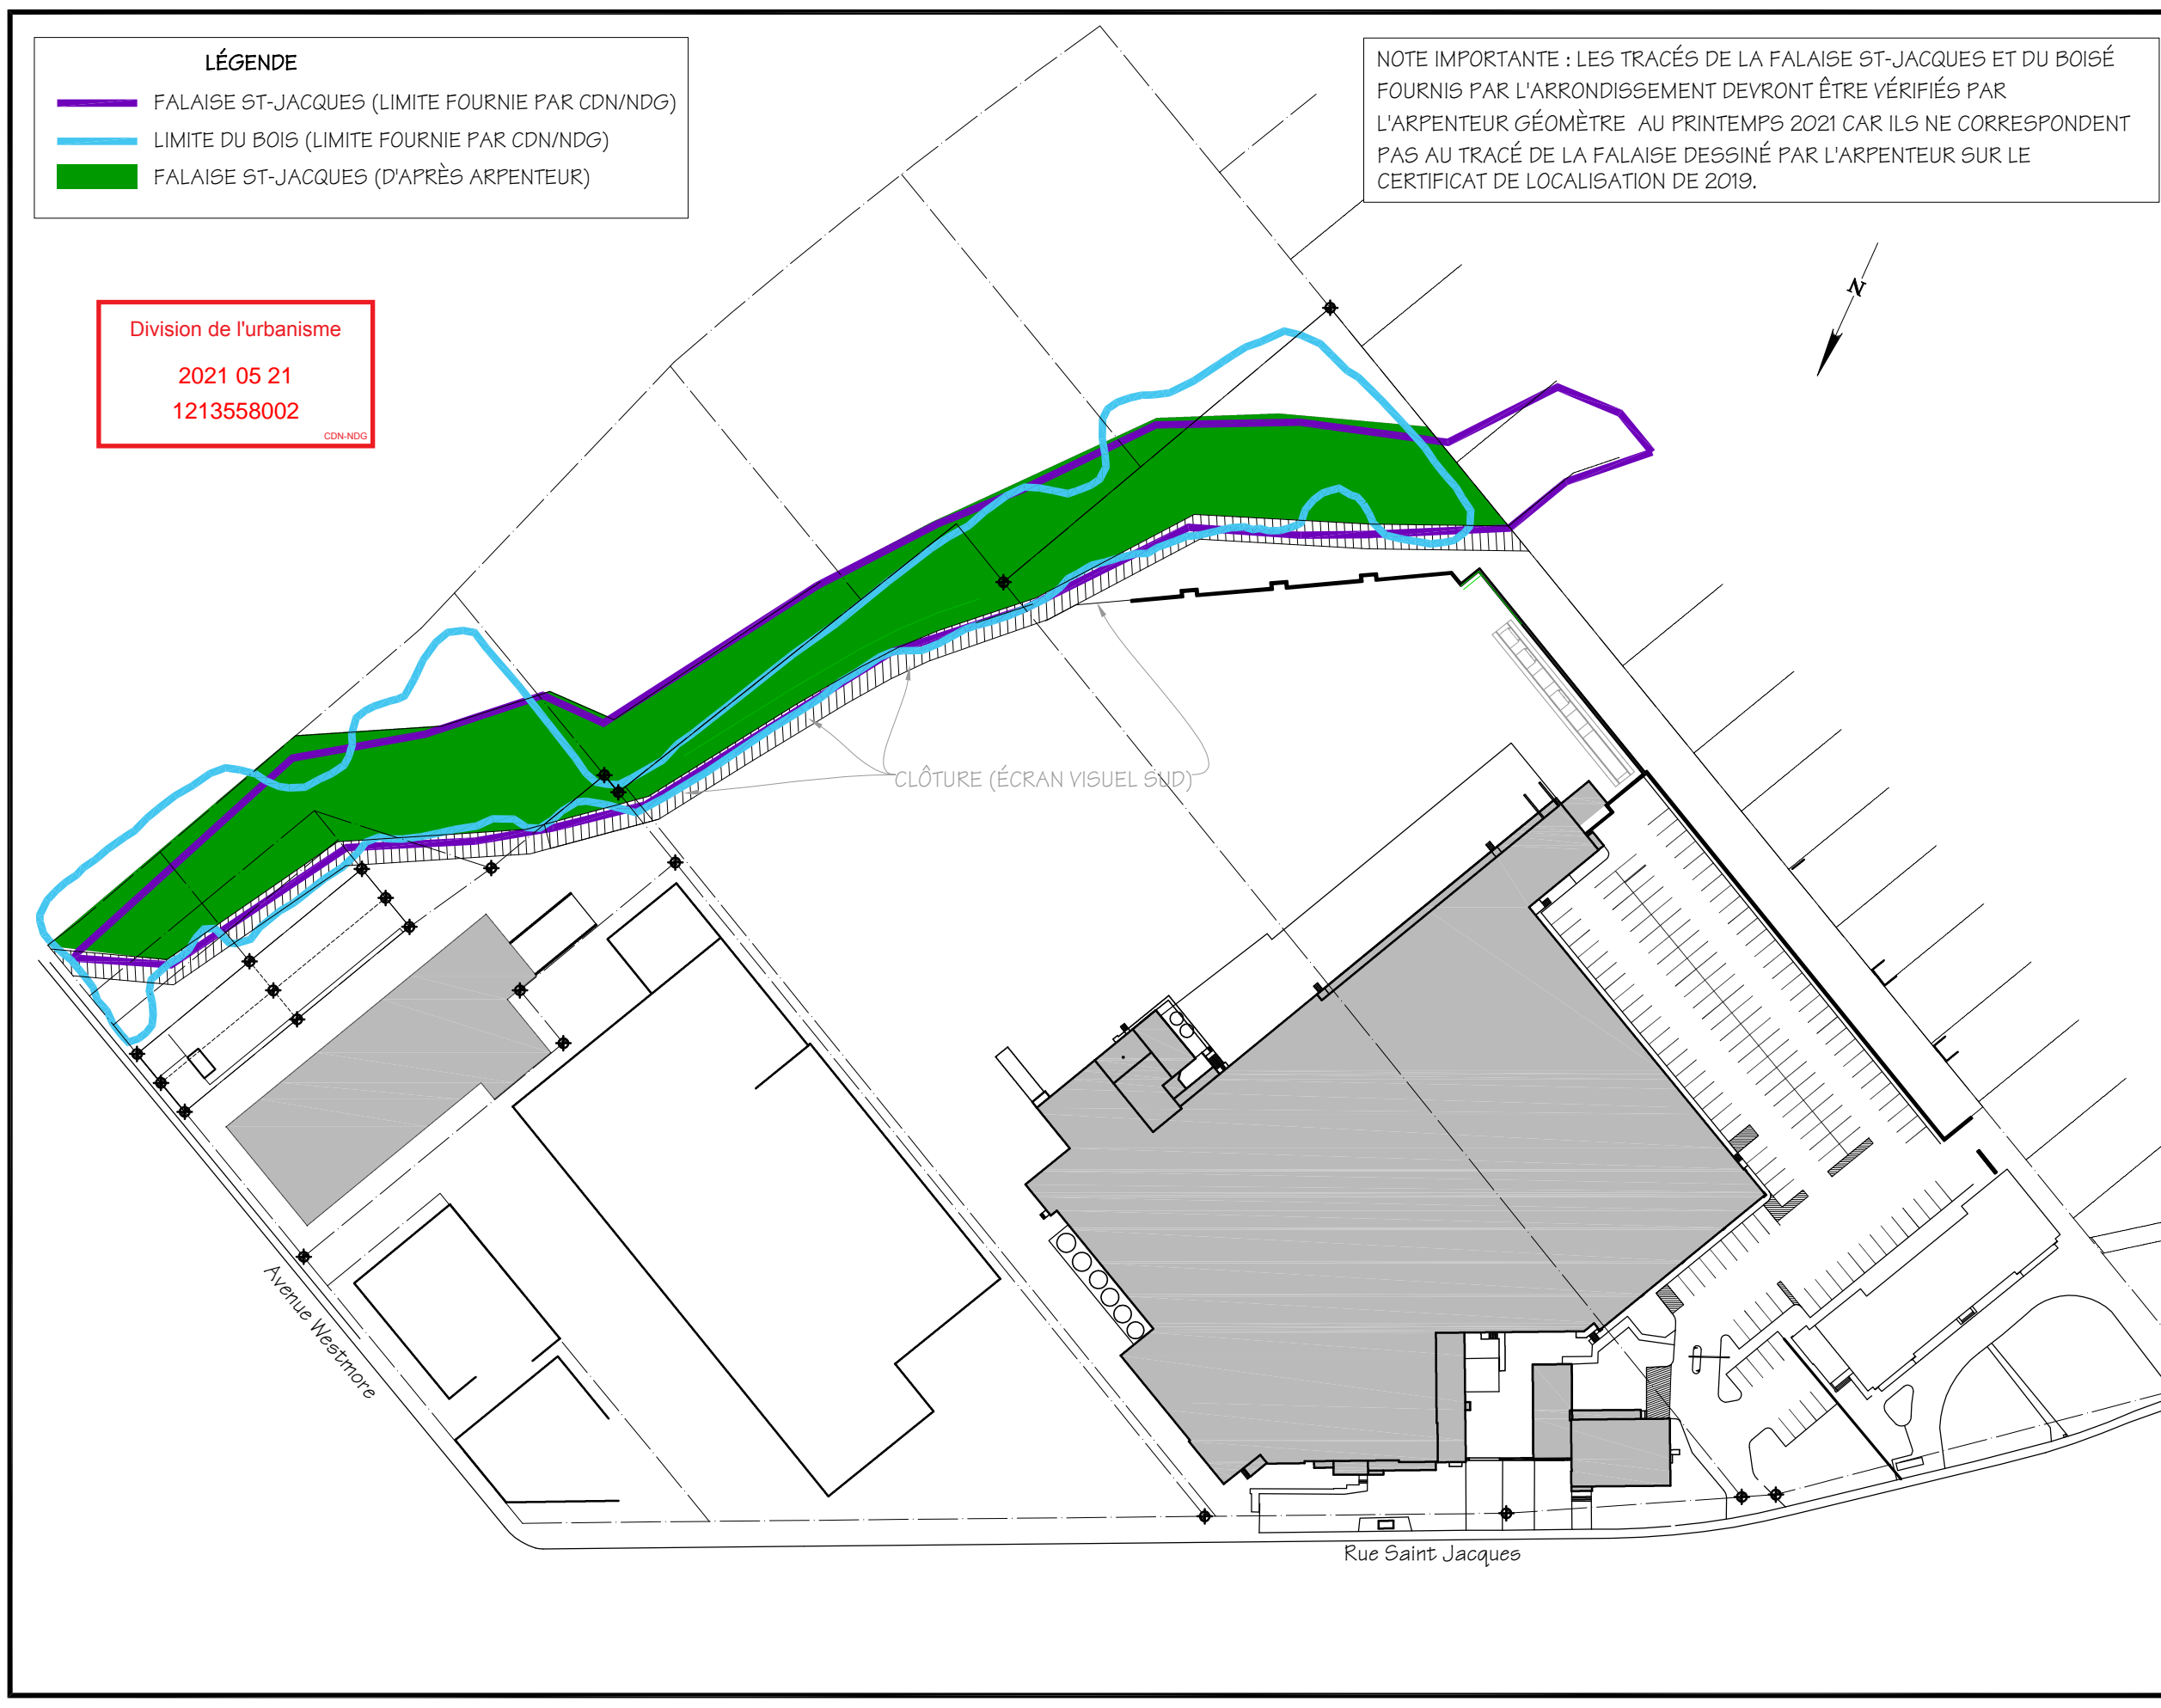 LÉGENDE
FALAISE ST-JACQUES (LIMITE FOURNIE PAR CDN/NDG)
LIMITE DU BOIS (LIMITE FOURNIE PAR CDN/NDG)
FALAISE ST-JACQUES (D'APRÈS ARPENTEUR)
NOTE IMPORTANTE : LES TRACÉS DE LA FALAISE ST-JACQUES ET DU BOISÉ
FOURNIS PAR L'ARRONDISSEMENT DEVRONT ÊTRE VÉRIFIÉS PAR
L'ARPENTEUR GÉOMÈTRE AU PRINTEMPS 2021 CAR ILS NE CORRESPONDENT
PAS AU TRACÉ DE LA FALAISE DESSINÉ PAR L'ARPENTEUR SUR LE
CERTIFICAT DE LOCALISATION DE 2019.
N
Division de l'urbanisme
2021 05 21
1213558002
CDN-NDG
CLÔTURE (ÉCRAN VISUEL SUD)
Avenue Westmore
Rue Saint Jacques